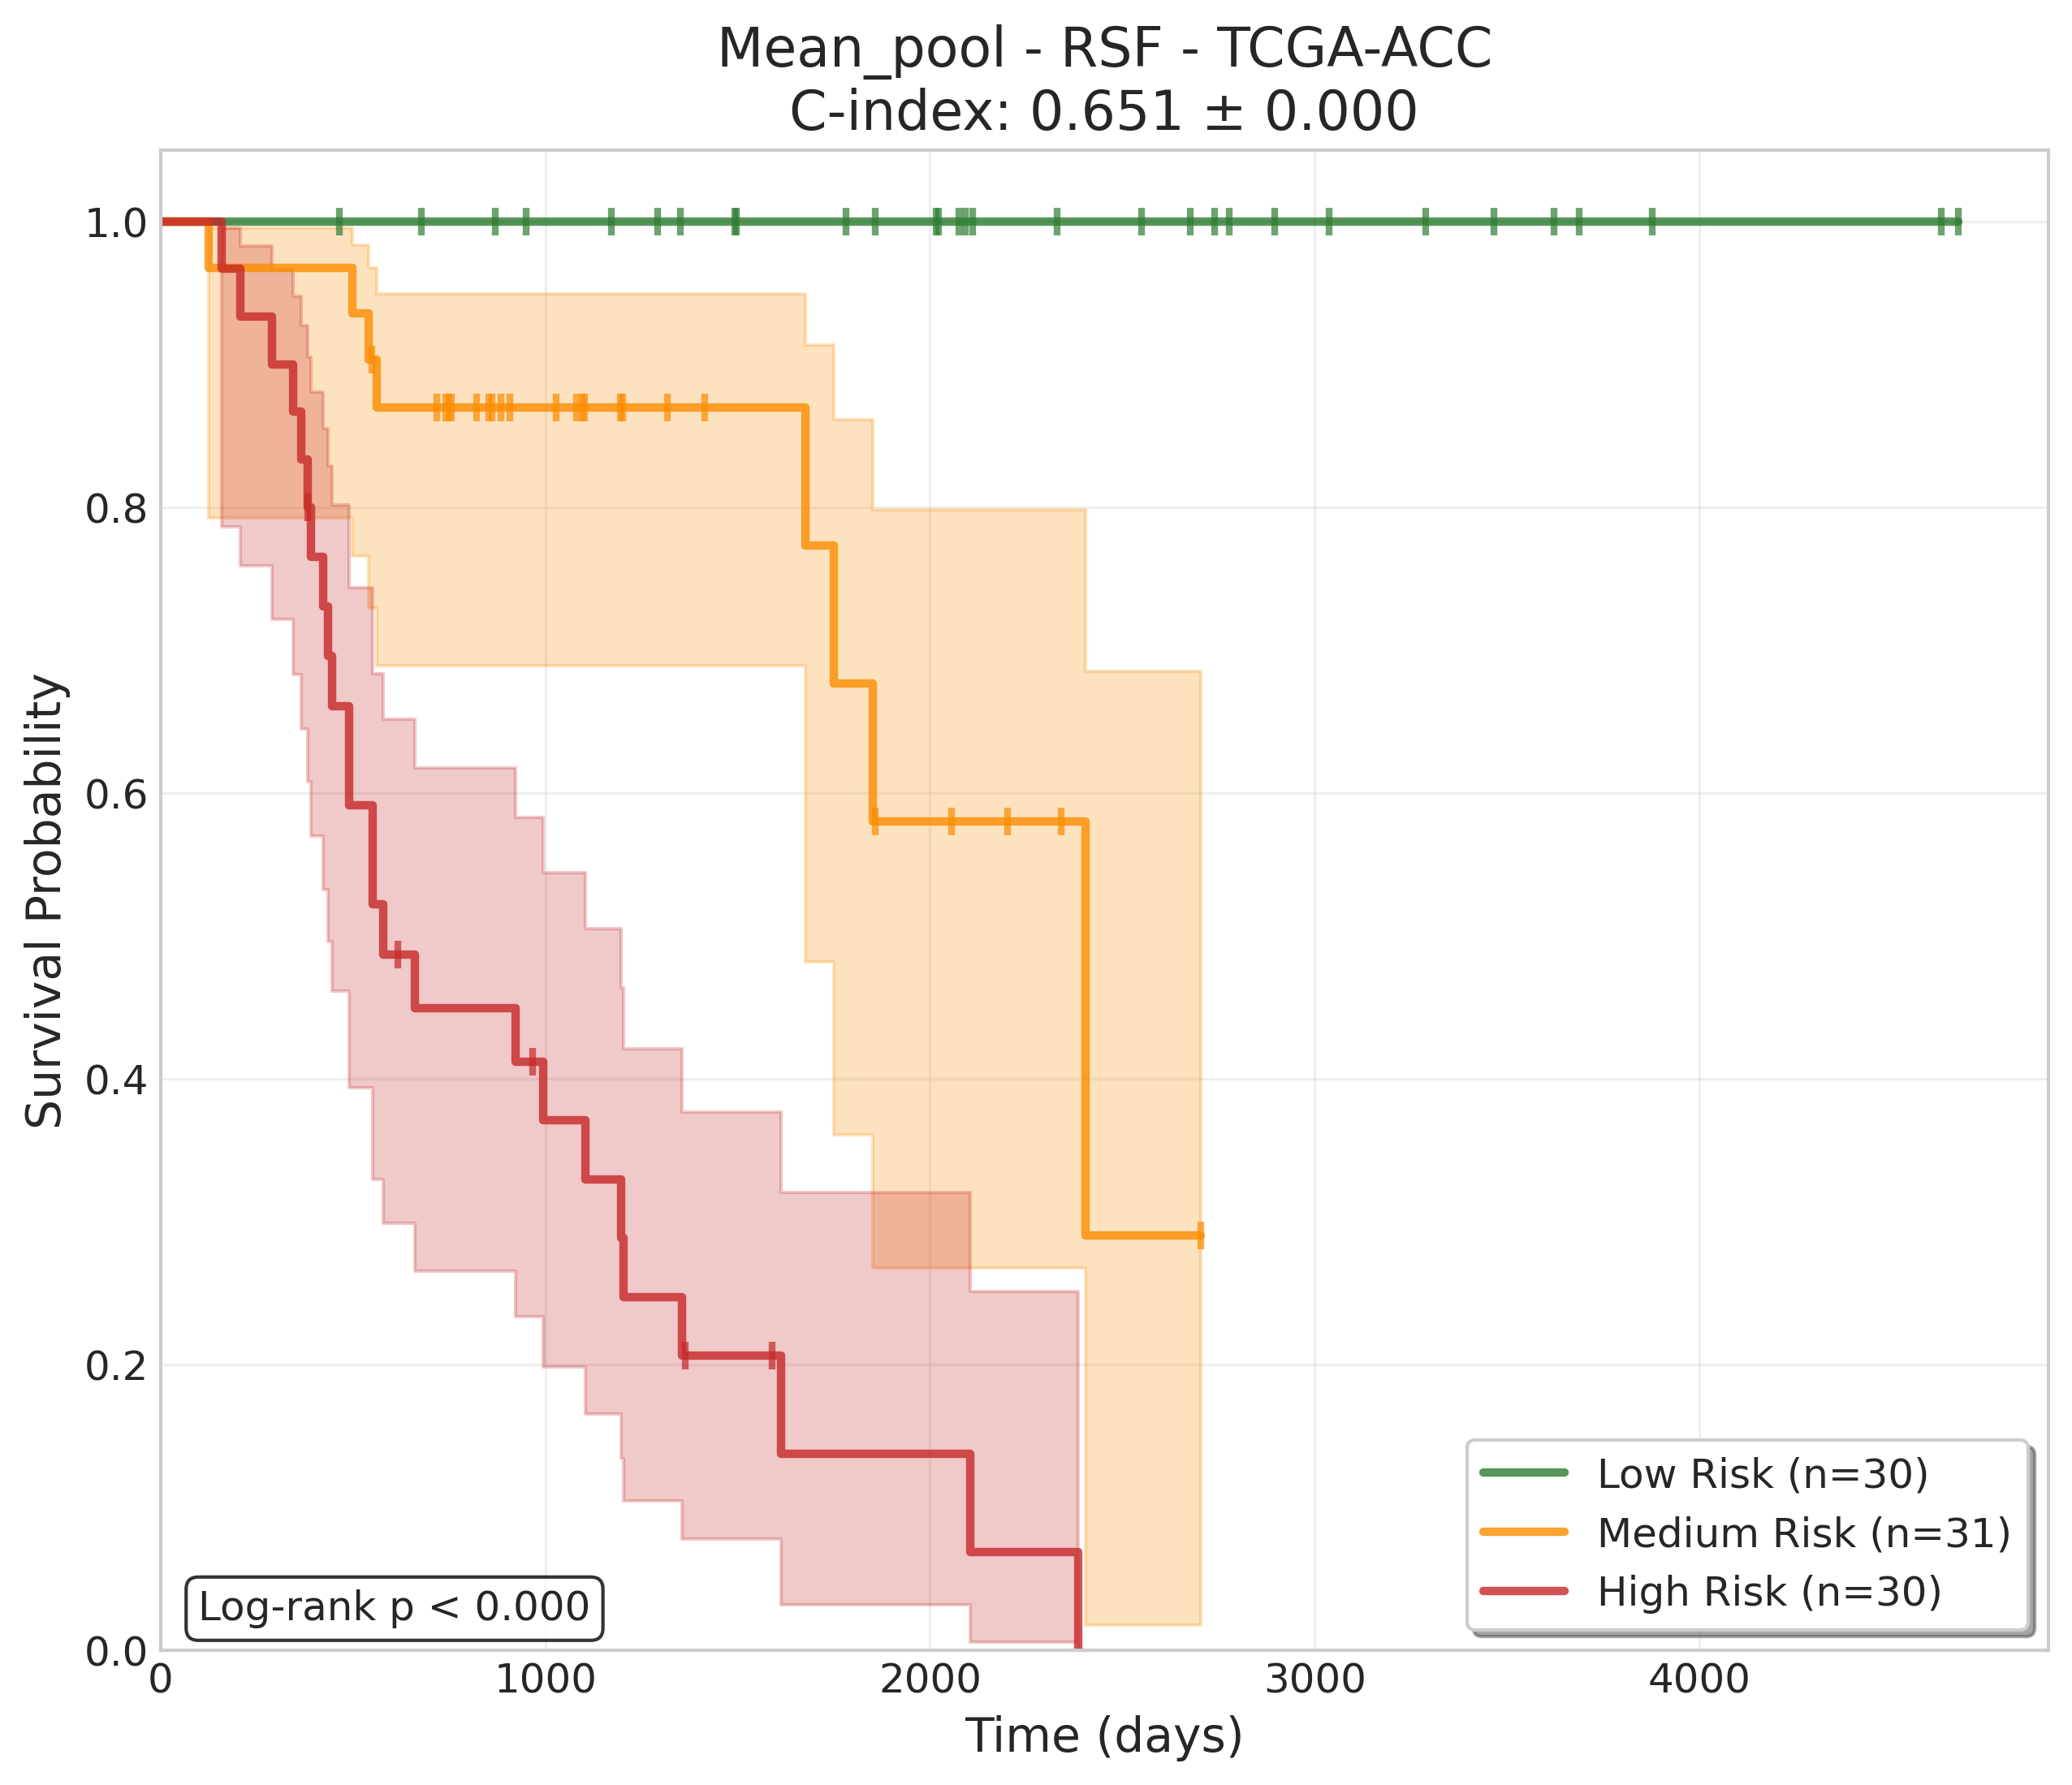 Mean_pool - RSF - TCGA-ACC
C-index: 0.651 ± 0.000
Survival Probability
1.0
0.8
0.6
0.4
0.2
0.0
Log-rank p < 0.000
Low Risk (n=30)
Medium Risk (n=31)
High Risk (n=30)
0 1000 2000 3000 4000
Time (days)